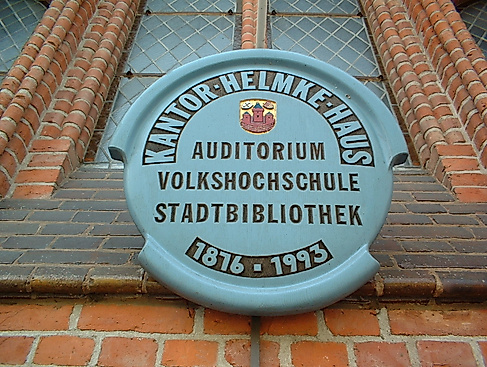 KANTOR·HELMKE·HAUS
AUDITORIUM
VOLKSHOCHSCHULE
STADTBIBLIOTHEK
1816 · 1993